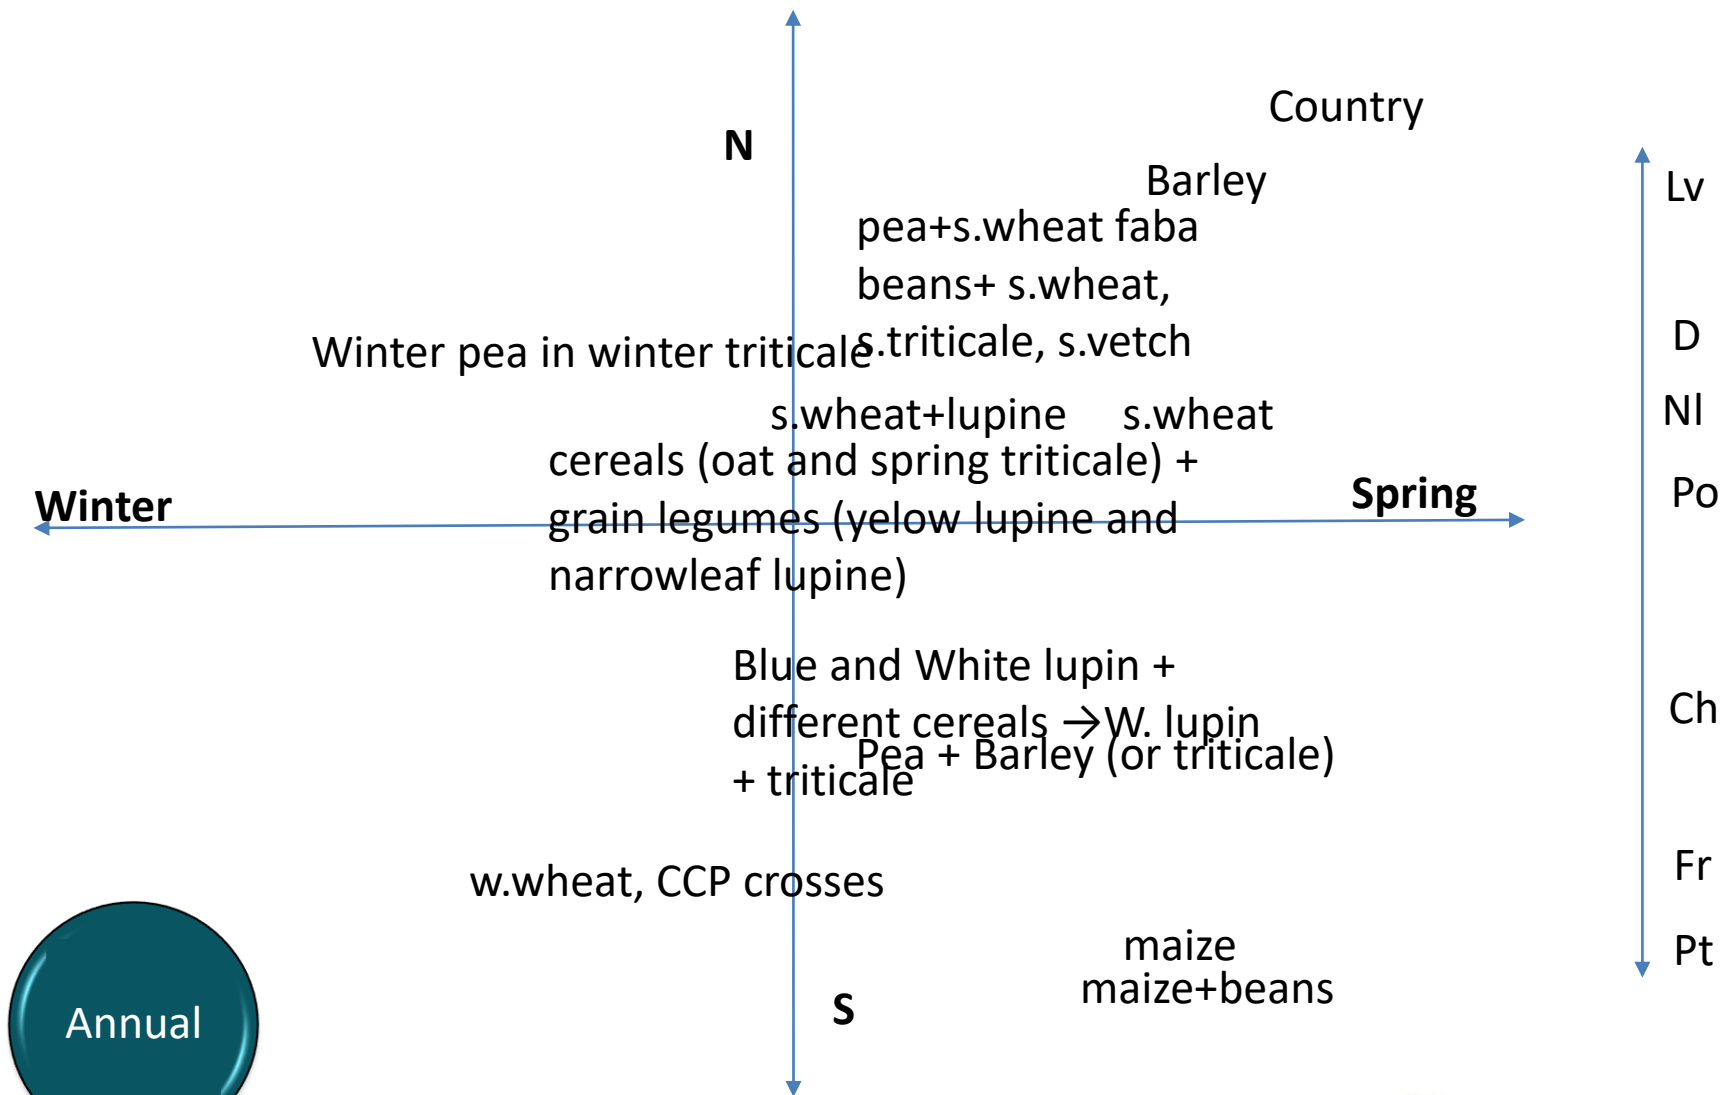 Country
N
Barley
Lv
pea+s.wheat faba
beans+ s.wheat,
s.triticale, s.vetch
D
Winter pea in winter triticale
s.wheat+lupine
s.wheat
Nl
cereals (oat and spring triticale) +
grain legumes (yelow lupine and
narrowleaf lupine)
Winter
Spring
Po
Blue and White lupin +
different cereals →W. lupin
+ triticale
Ch
Pea + Barley (or triticale)
w.wheat, CCP crosses
Fr
maize
maize+beans
Pt
S
Annual